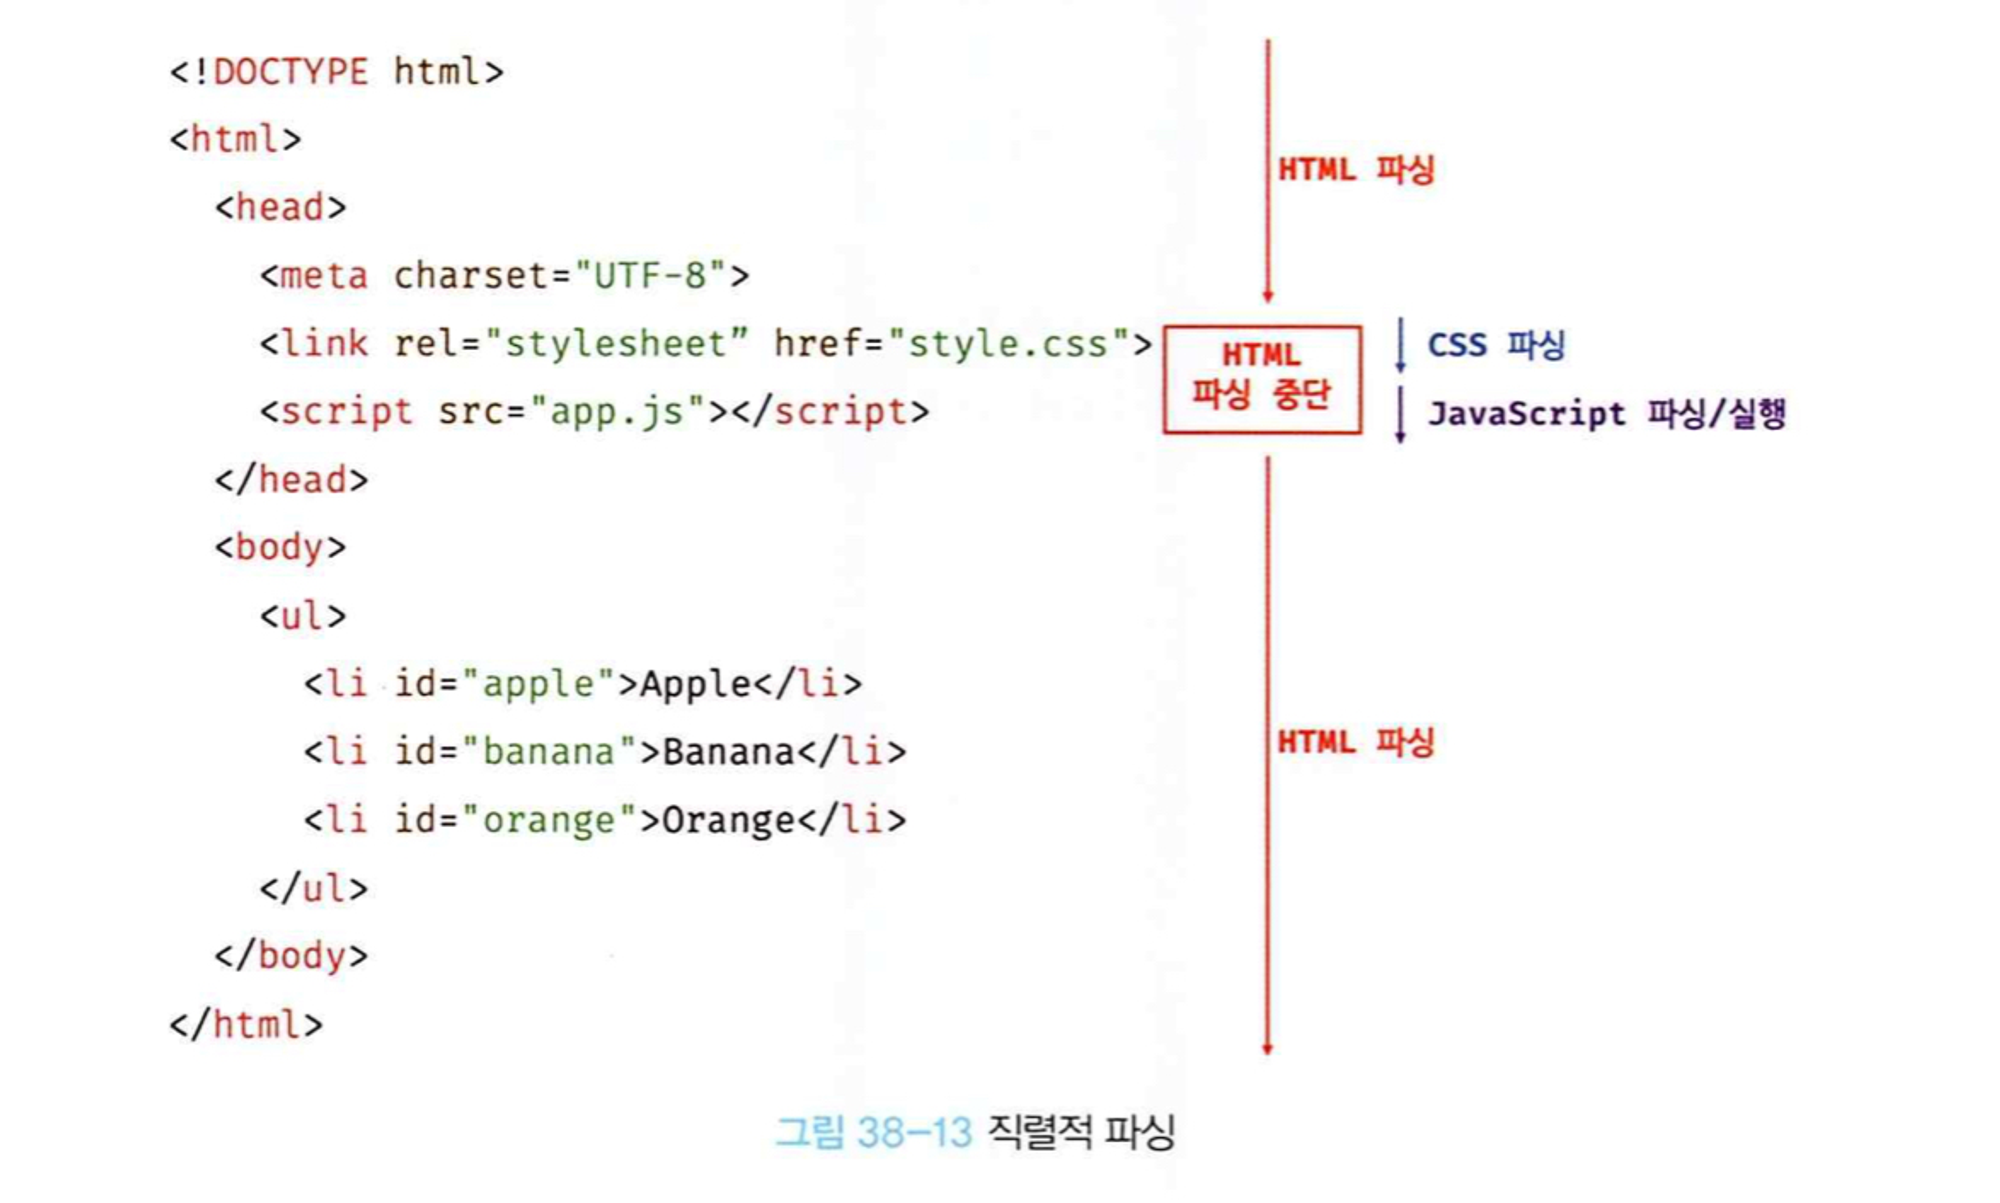 <!DOCTYPE html>
<html>
<head>
<meta charset="UTF-8">
<link rel="stylesheet” href="style.css">
<script src="app.js"></script>
</head>
<body>
<ul>
<li id="apple">Apple</li>
<li id="banana">Banana</li>
<li id="orange">Orange</li>
</ul>
</body>
</html>
HTML 파싱
HTML
파싱 중단
CSS 파싱
JavaScript 파싱/실행
HTML 파싱
그림 38–13 직렬적 파싱